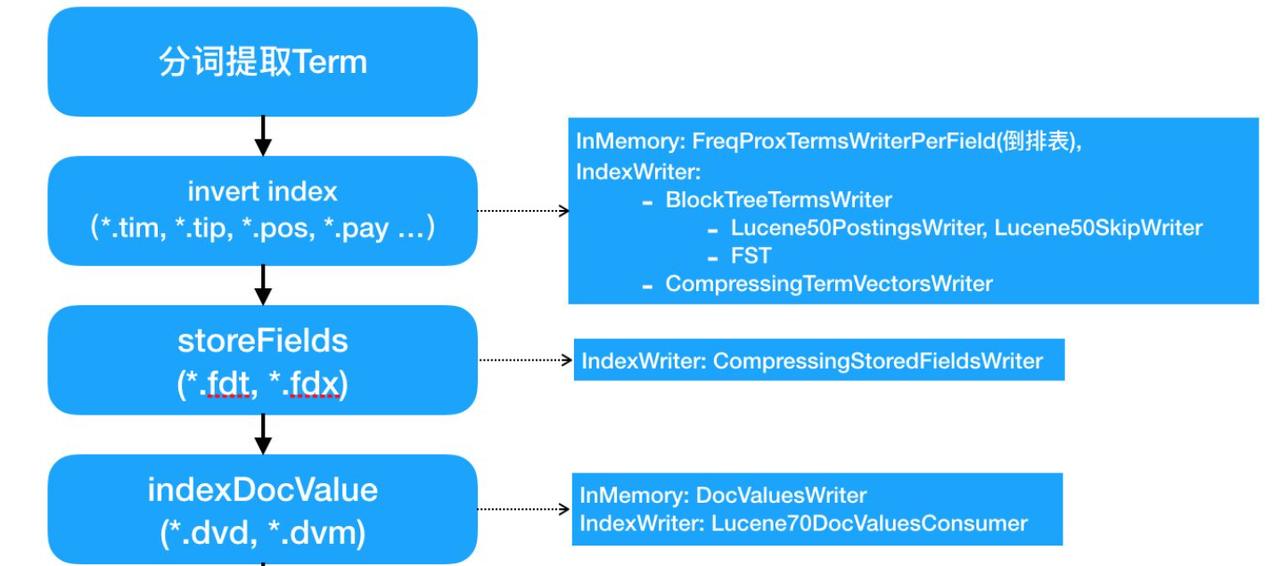 分词提取Term
invert index
(*.tim, *.tip, *.pos, *.pay ...)
InMemory: FreqProxTermsWriterPerField(倒排表),
IndexWriter:
- BlockTreeTermsWriter
- Lucene50PostingsWriter, Lucene50SkipWriter
- FST
- CompressingTermVectorsWriter
storeFields
(*.fdt, *.fdx)
IndexWriter: CompressingStoredFieldsWriter
indexDocValue
(*.dvd, *.dvm)
InMemory: DocValuesWriter
IndexWriter: Lucene70DocValuesConsumer